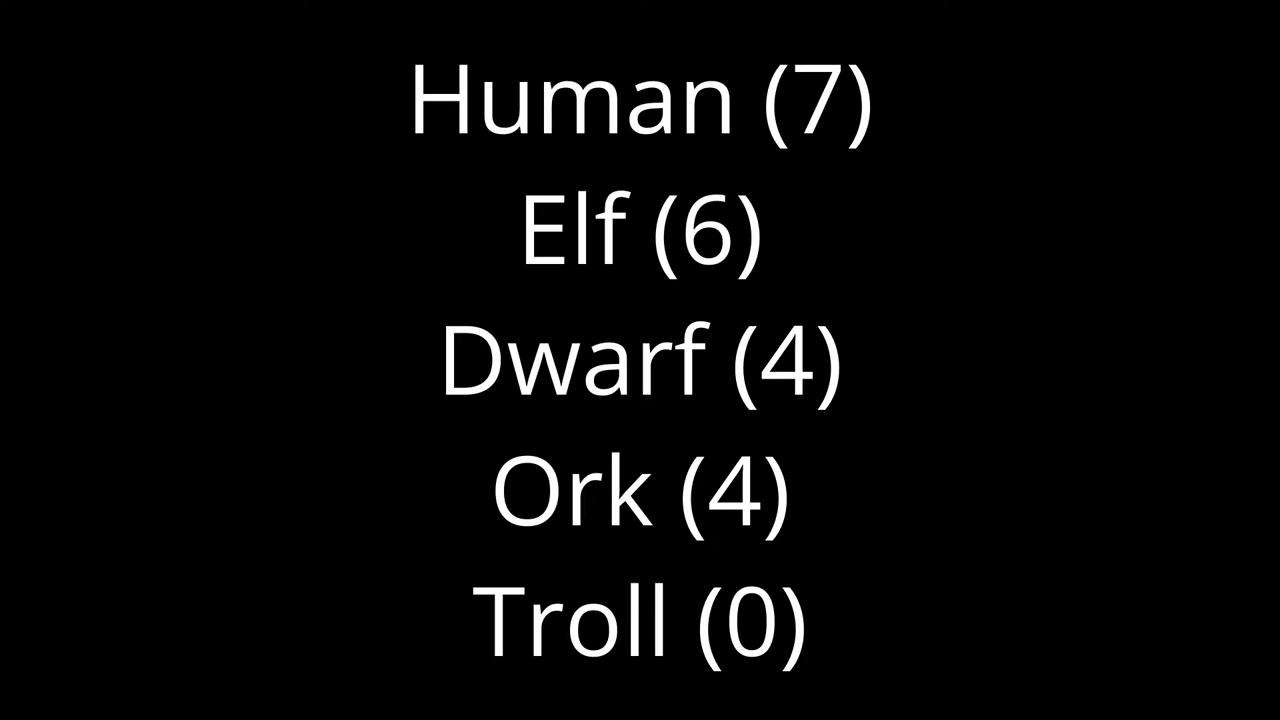 Human (7)
Elf (6)
Dwarf (4)
Ork (4)
Troll (0)